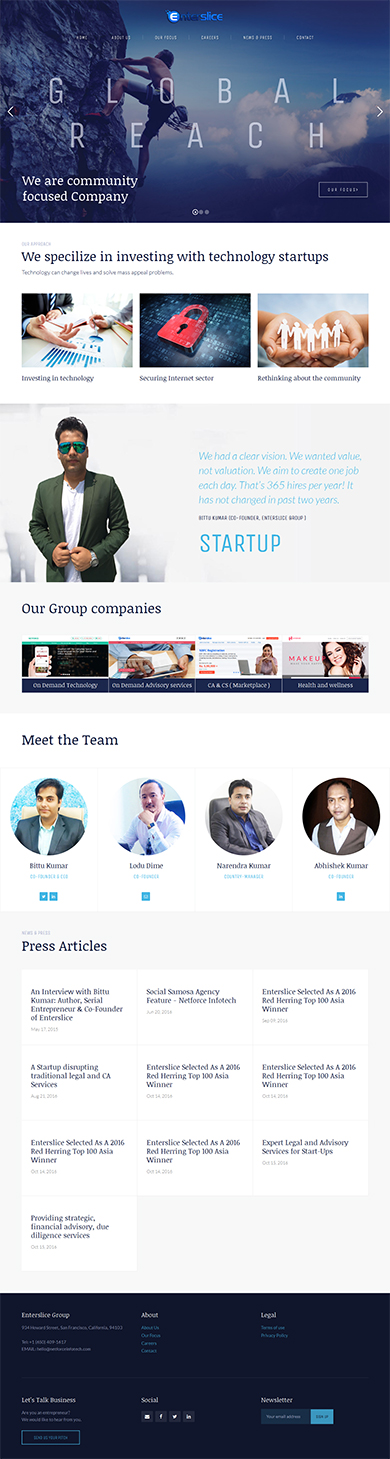 Enterslice
HOME ABOUT US OUR FOCUS CAREERS NEWS & PRESS CONTACT
GLOBAL
REACH
We are community
focused Company
OUR FOCUS
We specilize in investing with technology startups
Technology can change lives and solve mass appeal problems.
Investing in technology
Securing Internet sector
Rethinking about the community
We had a clear vision. We wanted value,
not valuation. We aim to create one job
each day. That's 365 hires per year! It
has not changed in past two years.
BITTU KUMAR (CO-FOUNDER, ENTERSLICE GROUP)
STARTUP
Our Group companies
MAKEUP
On Demand Technology
On Demand Advisory services
CA & CS ( Marketplace )
Health and wellness
Meet the Team
Bittu Kumar
CO-FOUNDER & CEO
Lodu Dime
CO-FOUNDER
Narendra Kumar
COUNTRY-MANAGER
Abhishek Kumar
CO-FOUNDER
NEWS & PRESS
Press Articles
An Interview with Bittu
Kumar: Author, Serial
Entrepreneur & Co-Founder
of Enterslice
May 17, 2015
Social Samosa Agency
Feature – Netforce Infotech
Jun 20, 2016
Enterslice Selected As A 2016
Red Herring Top 100 Asia
Winner
Sep 09, 2016
A Startup disrupting
traditional legal and CA
Services
Aug 23, 2016
Enterslice Selected As A 2016
Red Herring Top 100 Asia
Winner
Oct 14, 2016
Enterslice Selected As A 2016
Red Herring Top 100 Asia
Winner
Oct 14, 2016
Enterslice Selected As A 2016
Red Herring Top 100 Asia
Winner
Oct 14, 2016
Enterslice Selected As A 2016
Red Herring Top 100 Asia
Winner
Oct 14, 2016
Expert Legal and Advisory
Services for Start-Ups
Oct 15, 2016
Providing strategic,
financial advisory, due
diligence services
Oct 15, 2016
Enterslice Group
934 Howard Street, San Francisco, California, 94103
Tel: +1 (650)-409-1617
EMAIL:
About
About Us
Our Focus
Careers
Contact
Legal
Terms of use
Privacy Policy
Let's Talk Business
Are you an entrepreneur?
We would like to hear from you.
SEND US YOUR PITCH
Social
Newsletter
Your email address
SIGN UP